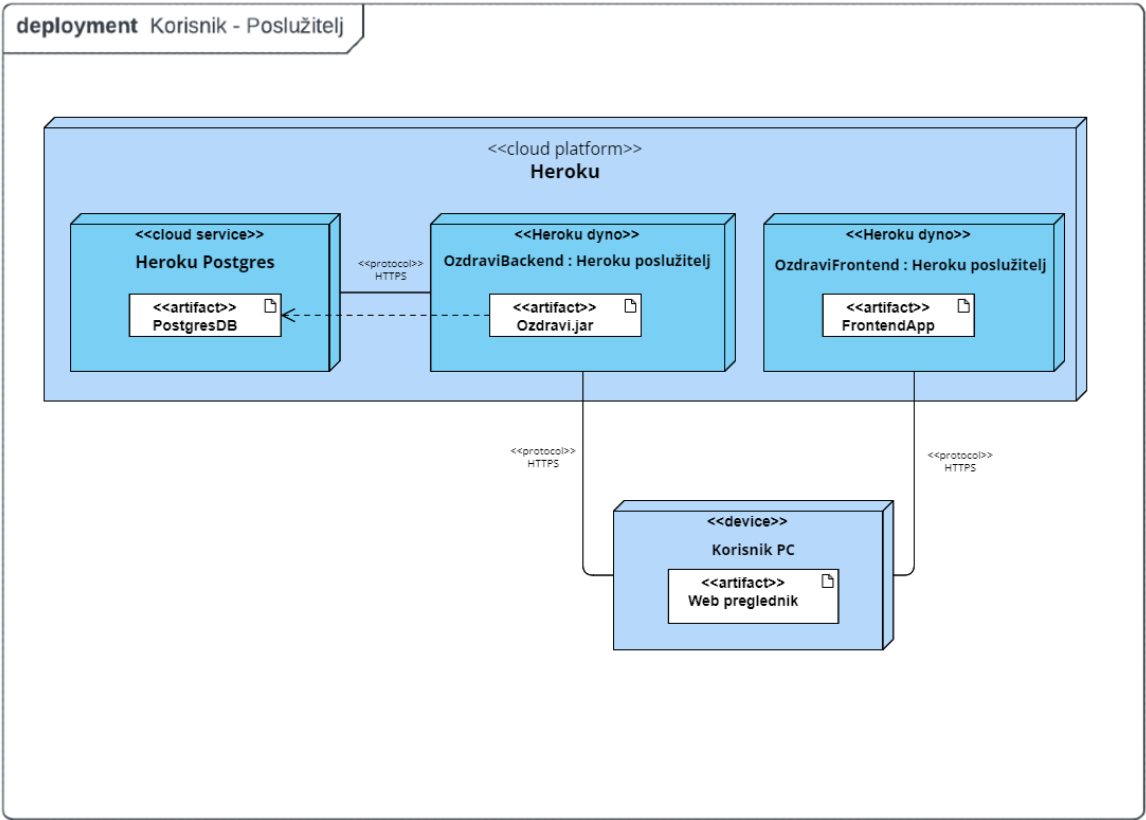 deployment Korisnik - Poslužitelj
<<cloud platform>>
Heroku
<<cloud service>>
Heroku Postgres
<<artifact>>
PostgresDB
<<protocol>>
HTTPS
<<Heroku dyno>>
OzdraviBackend : Heroku poslužitelj
<<artifact>>
Ozdravi.jar
<<Heroku dyno>>
OzdraviFrontend : Heroku poslužitelj
<<artifact>>
FrontendApp
<<protocol>>
HTTPS
<<protocol>>
HTTPS
<<device>>
Korisnik PC
<<artifact>>
Web preglednik